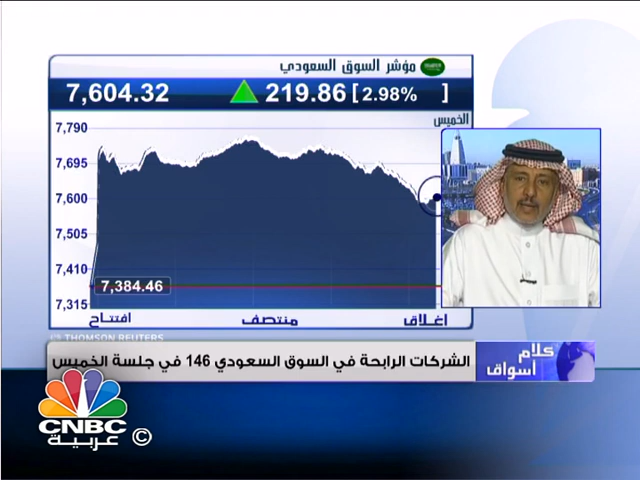 مؤشر السوق السعودي
7,604.32 219.86 [ 2.98% ]
الخميس
7,790
7,695
7,600
7,505
7,410
7,384.46
7,315
افتتاح منتصف اغلاق
© THOMSON REUTERS
كلام أسواق
الشركات الرابحة في السوق السعودي 146 في جلسة الخميس
CNBC
عربية ©